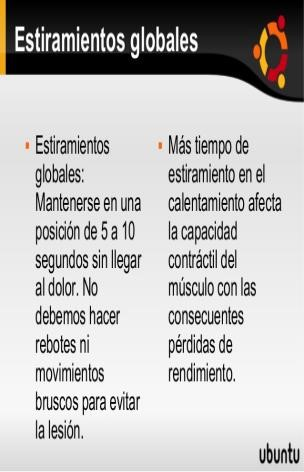 Estiramientos globales
Estiramientos
globales:
Mantenerse en una
posición de 5 a 10
segundos sin llegar
al dolor. No
debemos hacer
rebotes ni
movimientos
bruscos para evitar
la lesión.
Más tiempo de
estiramiento en el
calentamiento afecta
la capacidad
contráctil del
músculo con las
consecuentes
pérdidas de
rendimiento.
ubuntu